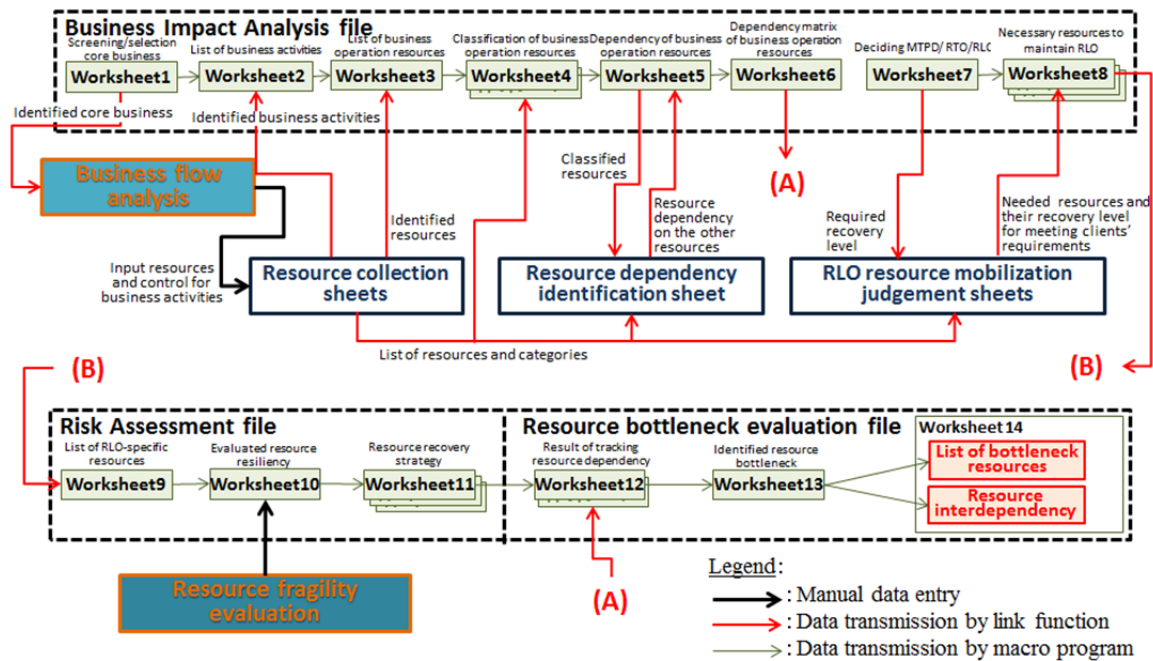 Business Impact Analysis file
Screening/selection
core business
Worksheet1
List of business activities
Worksheet2
List of business
operation resources
Worksheet3
Classification of business
operation resources
Worksheet4
Dependency of business
operation resources
Worksheet5
Dependency matrix
of business operation
resources
Worksheet6
Deciding MTPD/ RTO/RLO
Worksheet7
Necessary resources to
maintain RLO
Worksheet8
Identified core business
Identified business activities
Business flow
analysis
Classified
resources
(A)
Identified
resources
Resource
dependency
on the other
resources
Required
recovery
level
Needed resources and
their recovery level
for meeting clients'
requirements
Input resources
and control for
business activities
Resource collection
sheets
Resource dependency
identification sheet
RLO resource mobilization
judgement sheets
List of resources and categories
(B)
(B)
Risk Assessment file
List of RLO-specific
resources
Worksheet9
Evaluated resource
resiliency
Worksheet10
Resource recovery
strategy
Worksheet11
Resource bottleneck evaluation file
Result of tracking
resource dependency
Worksheet12
Identified resource
bottleneck
Worksheet13
Worksheet 14
List of bottleneck
resources
Resource
interdependency
Resource fragility
evaluation
(A)
Legend:
: Manual data entry
: Data transmission by link function
: Data transmission by macro program